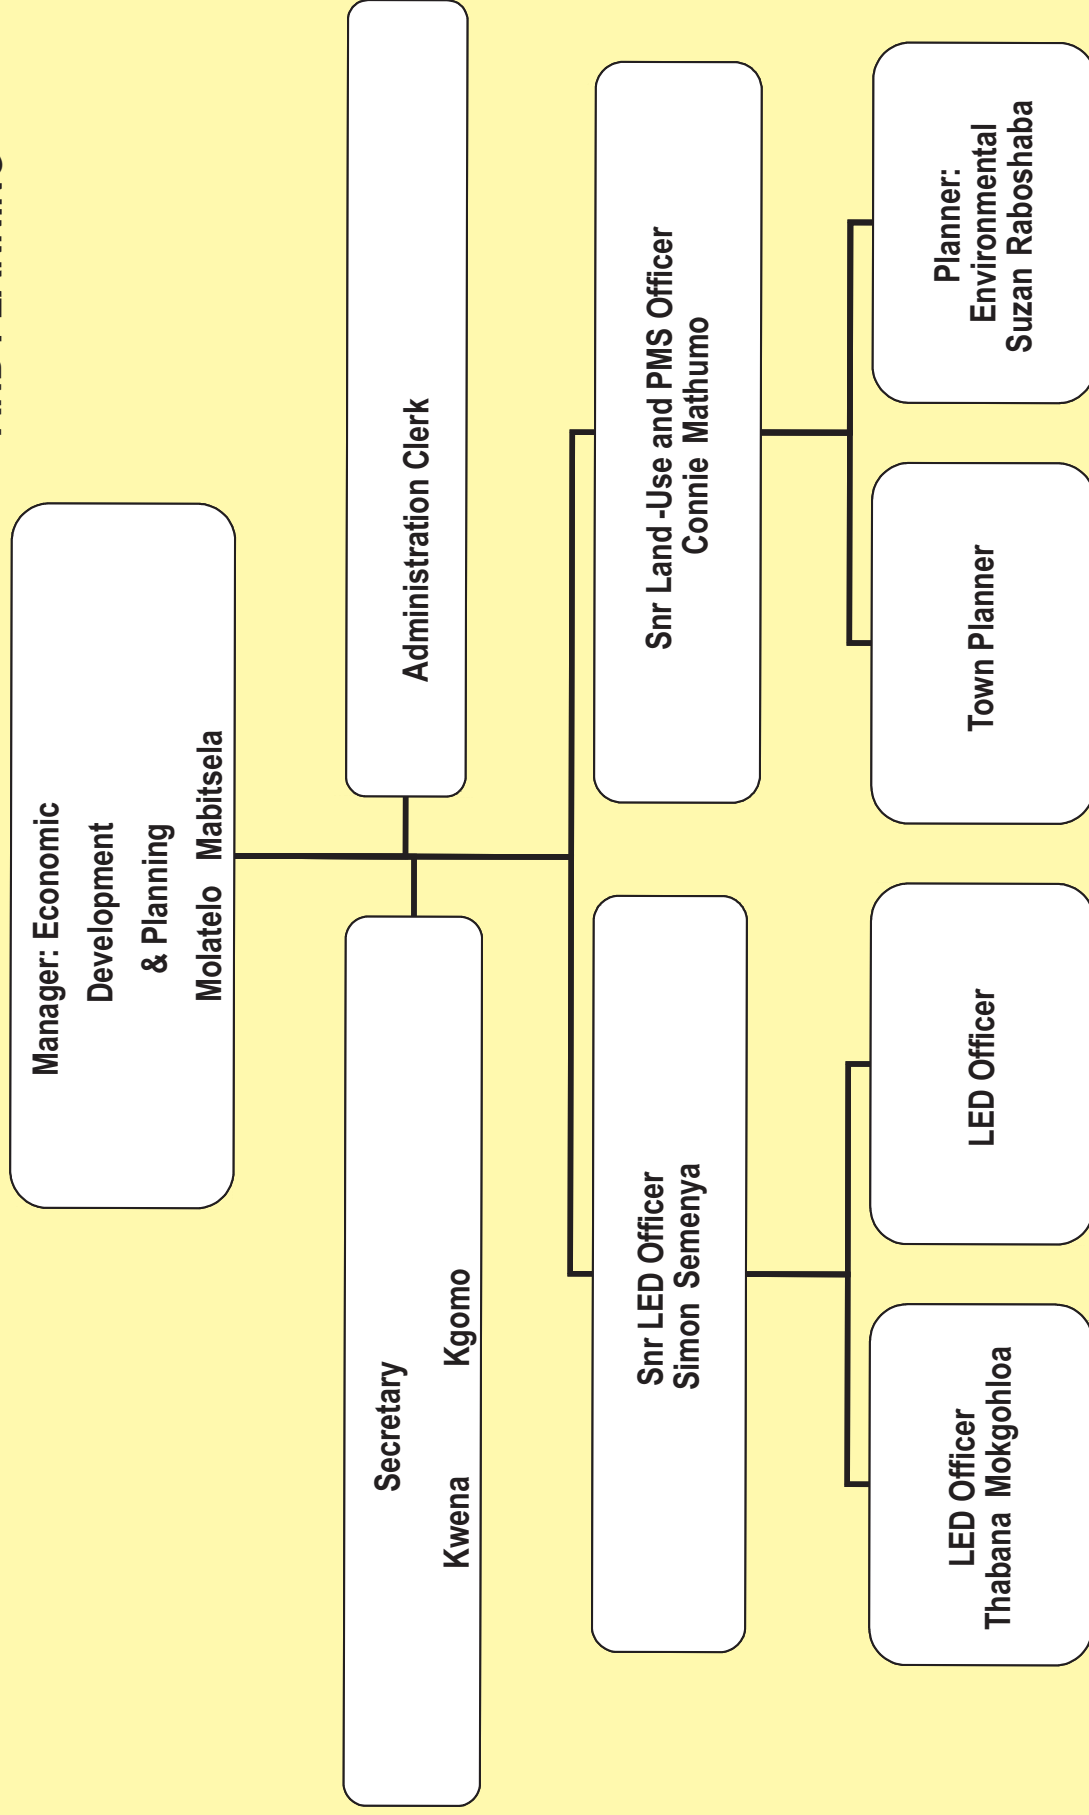 Manager: Economic
Development
& Planning
Molatelo Mabitsela
Secretary
Kwena Kgomo
Administration Clerk
Snr LED Officer
Simon Semenya
Snr Land -Use and PMS Officer
Connie Mathumo
LED Officer
Thabana Mokgohloa
LED Officer
Town Planner
Planner:
Environmental
Suzan Raboshaba